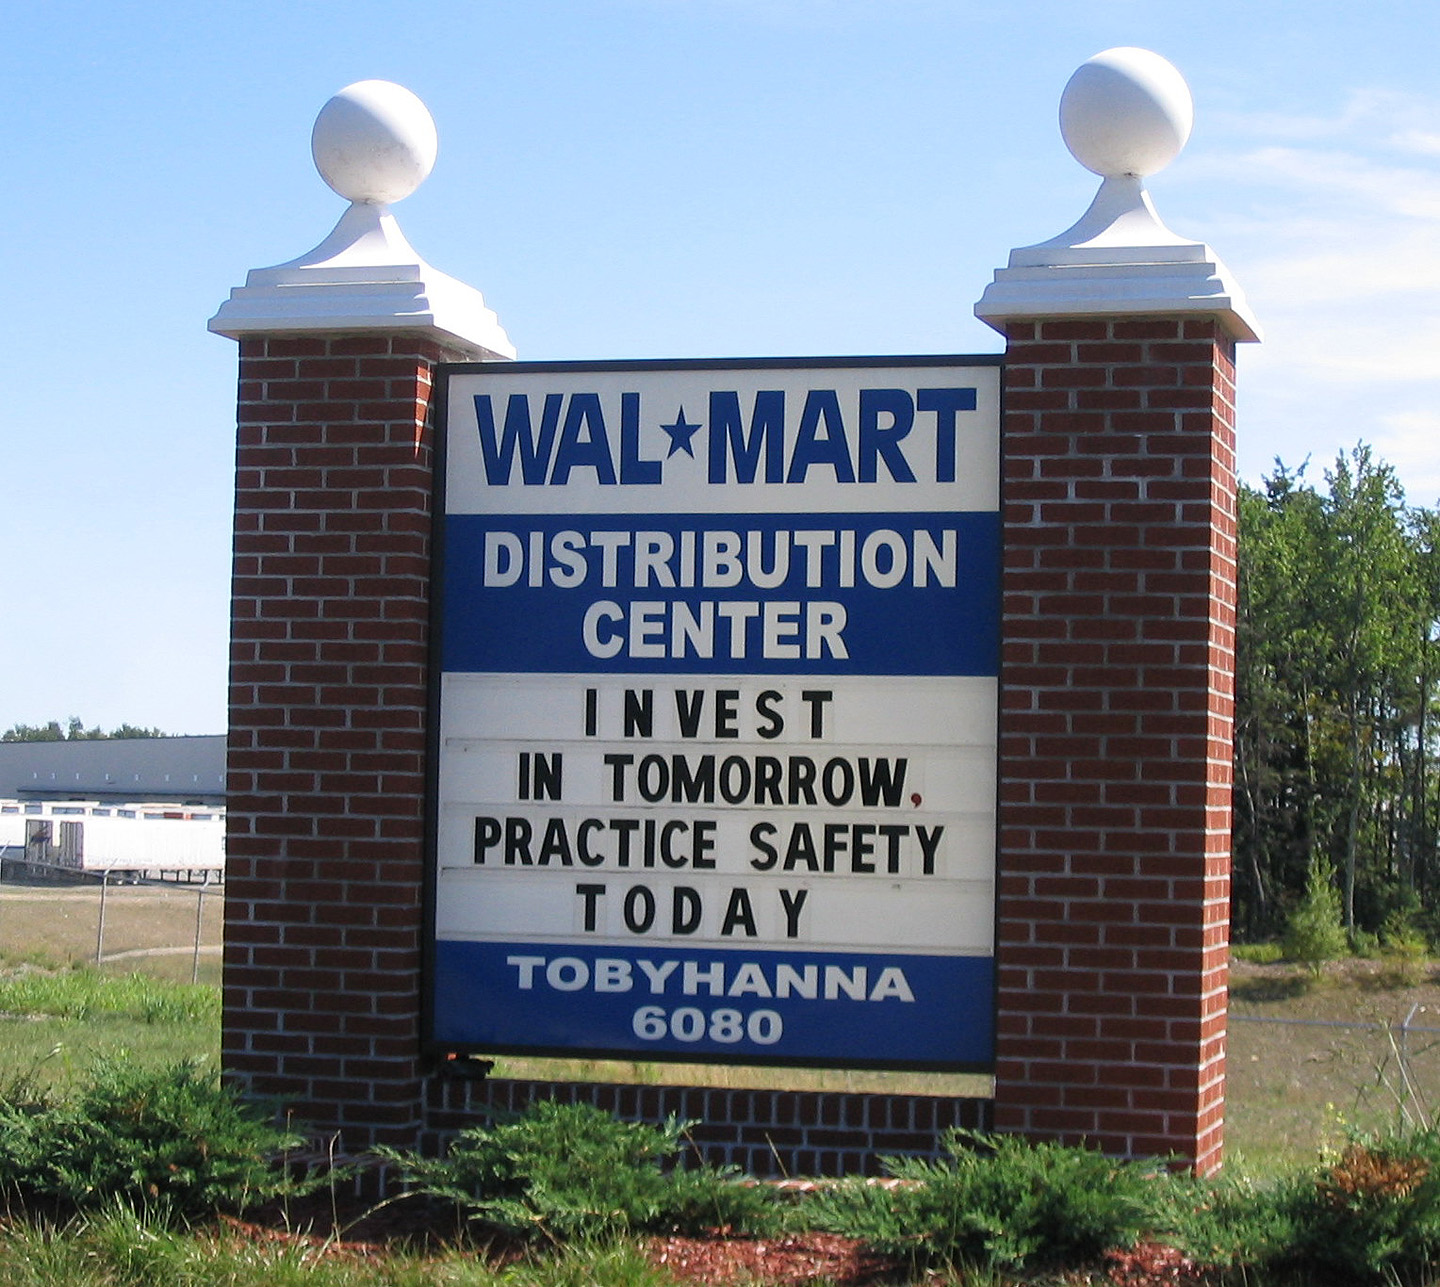 WAL★MART
DISTRIBUTION
CENTER
INVEST
IN TOMORROW,
PRACTICE SAFETY
TODAY
TOBYHANNA
6080